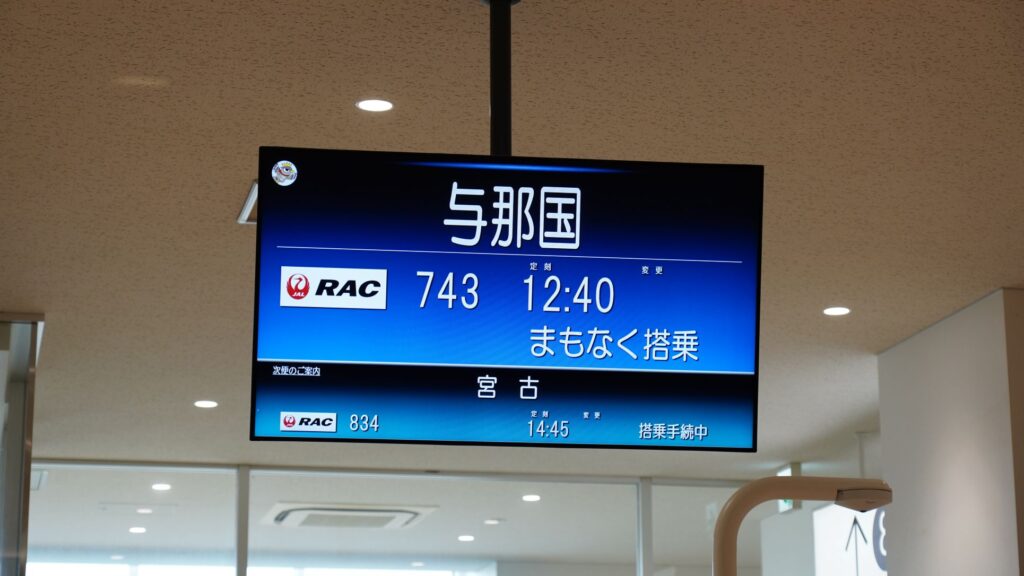 与那国
定刻 変更
JAL RAC 743 12:40
まもなく搭乗
次便のご案内
宮古
定刻 変更
JAL RAC 834 14:45 搭乗手続中